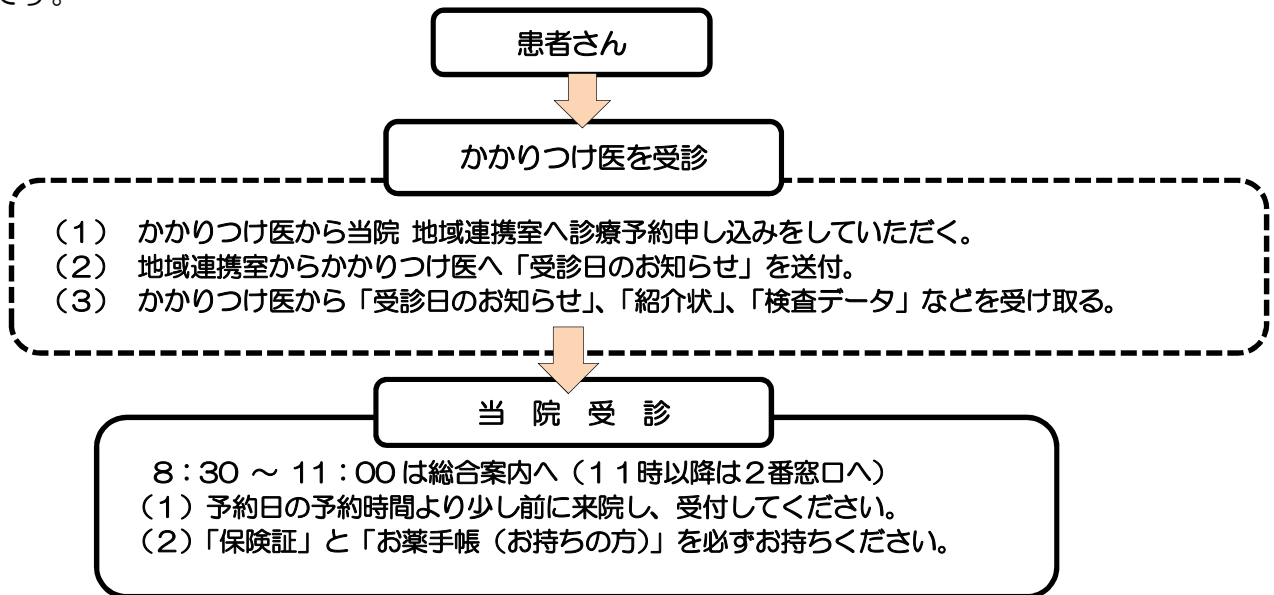 です。
患者さん
かかりつけ医を受診
（１）　かかりつけ医から当院 地域連携室へ診療予約申し込みをしていただく。
（２）　地域連携室からかかりつけ医へ「受診日のお知らせ」を送付。
（３）　かかりつけ医から「受診日のお知らせ」、「紹介状」、「検査データ」などを受け取る。
当　院　受　診
８：３０ ～ １１：００は総合案内へ（１１時以降は２番窓口へ）
（１）予約日の予約時間より少し前に来院し、受付してください。
（２）「保険証」と「お薬手帳（お持ちの方）」を必ずお持ちください。